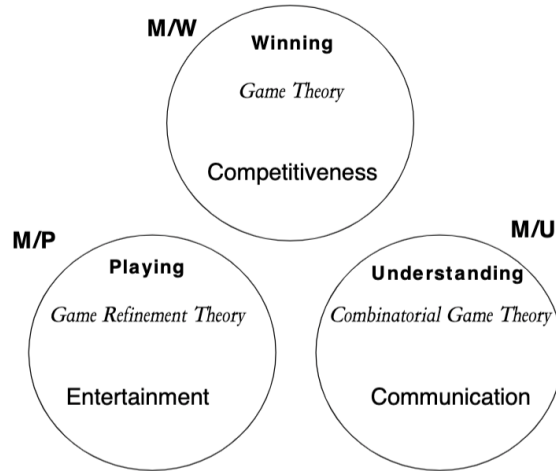 M/W
Winning
Game Theory
Competitiveness
M/P
Playing
Game Refinement Theory
Entertainment
M/U
Understanding
Combinatorial Game Theory
Communication